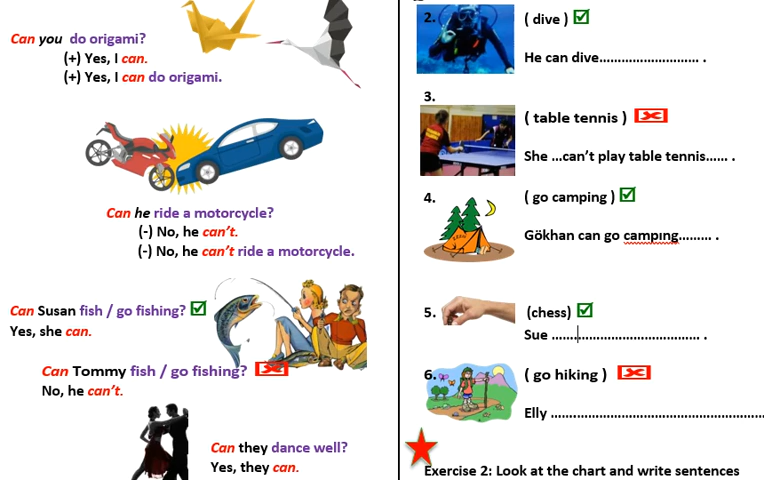 Can you do origami?
(+) Yes, I can.
(+) Yes, I can do origami.
Can he ride a motorcycle?
(-) No, he can't.
(-) No, he can't ride a motorcycle.
Can Susan fish / go fishing?
Yes, she can.
Can Tommy fish / go fishing?
No, he can't.
Can they dance well?
Yes, they can.
2. ( dive )
He can dive.......................... .
3.
( table tennis )
She ...can't play table tennis...... .
4. ( go camping )
Gökhan can go campıng......... .
5. (chess)
Sue ....................................... .
6. ( go hiking )
Elly ........................................................
Exercise 2: Look at the chart and write sentences